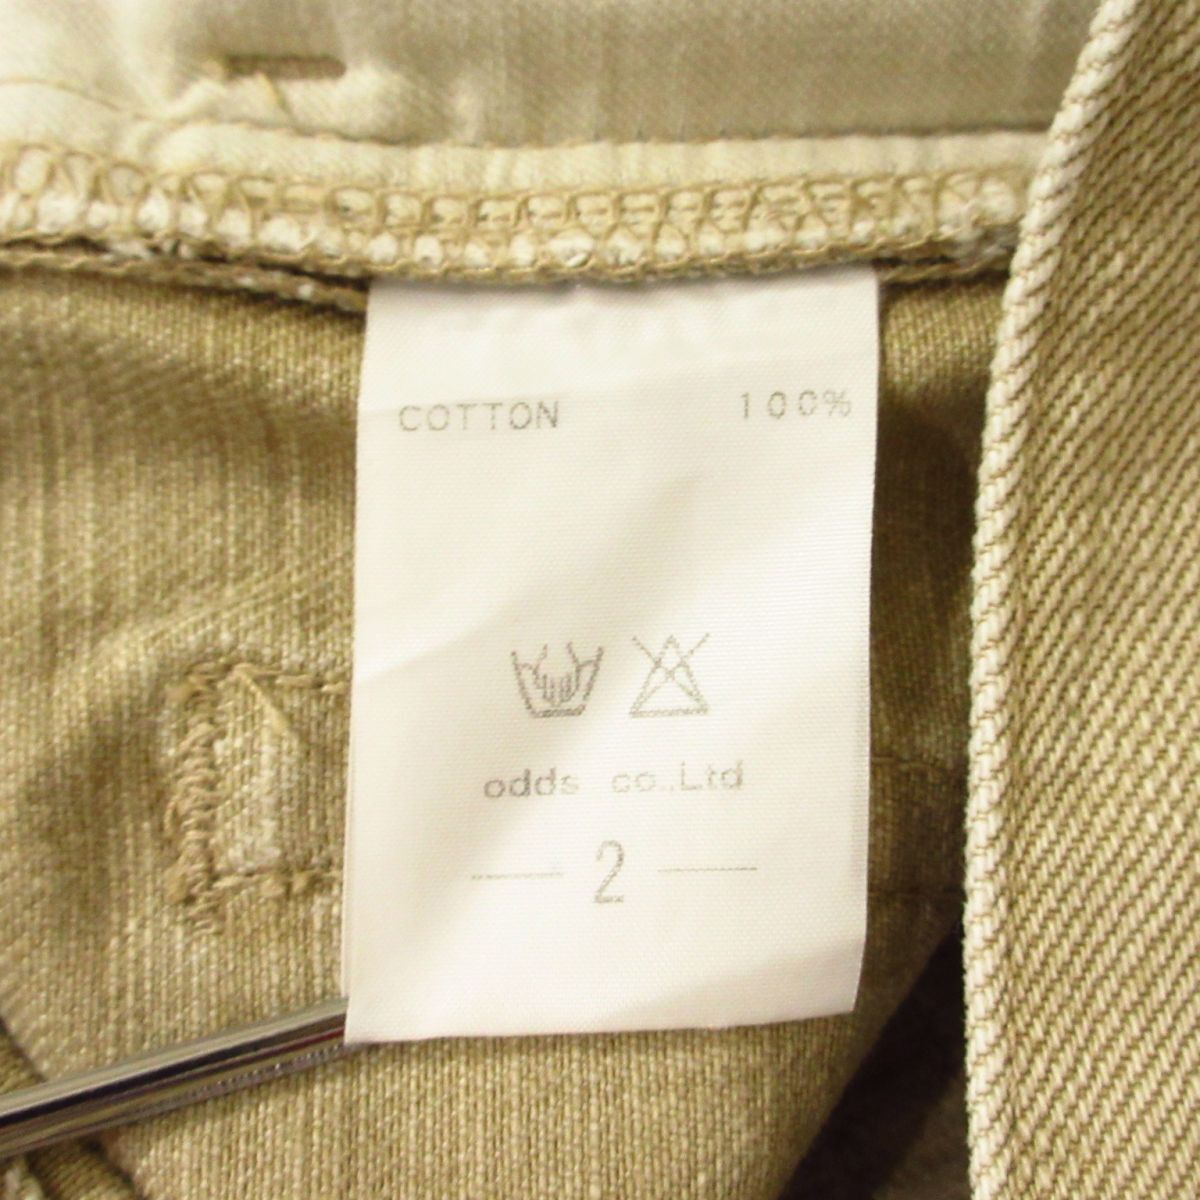 COTTON 100%
odds co.,Ltd
2